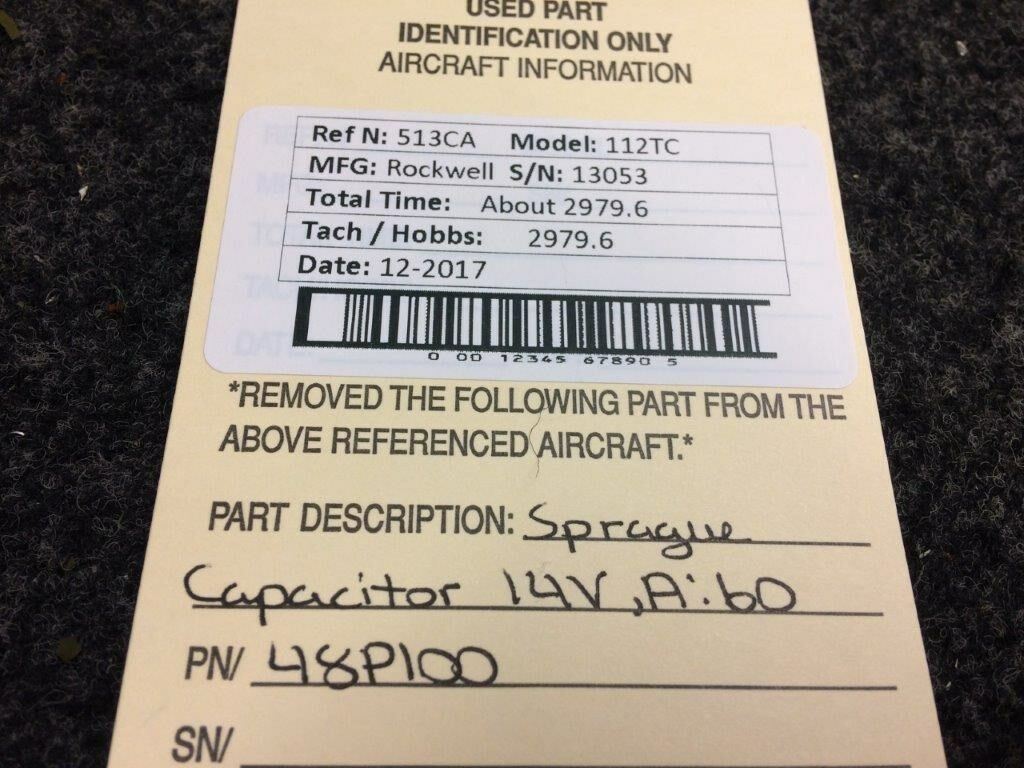 USED PART
IDENTIFICATION ONLY
AIRCRAFT INFORMATION
Ref N: 513CA Model: 112TC
MFG: Rockwell S/N: 13053
Total Time: About 2979.6
Tach / Hobbs: 2979.6
Date: 12-2017
0 00 12345 67890 5
*REMOVED THE FOLLOWING PART FROM THE
ABOVE REFERENCED AIRCRAFT.*
PART DESCRIPTION: Sprague
Capacitor 14V, A:60
PN/ 48P100
SN/